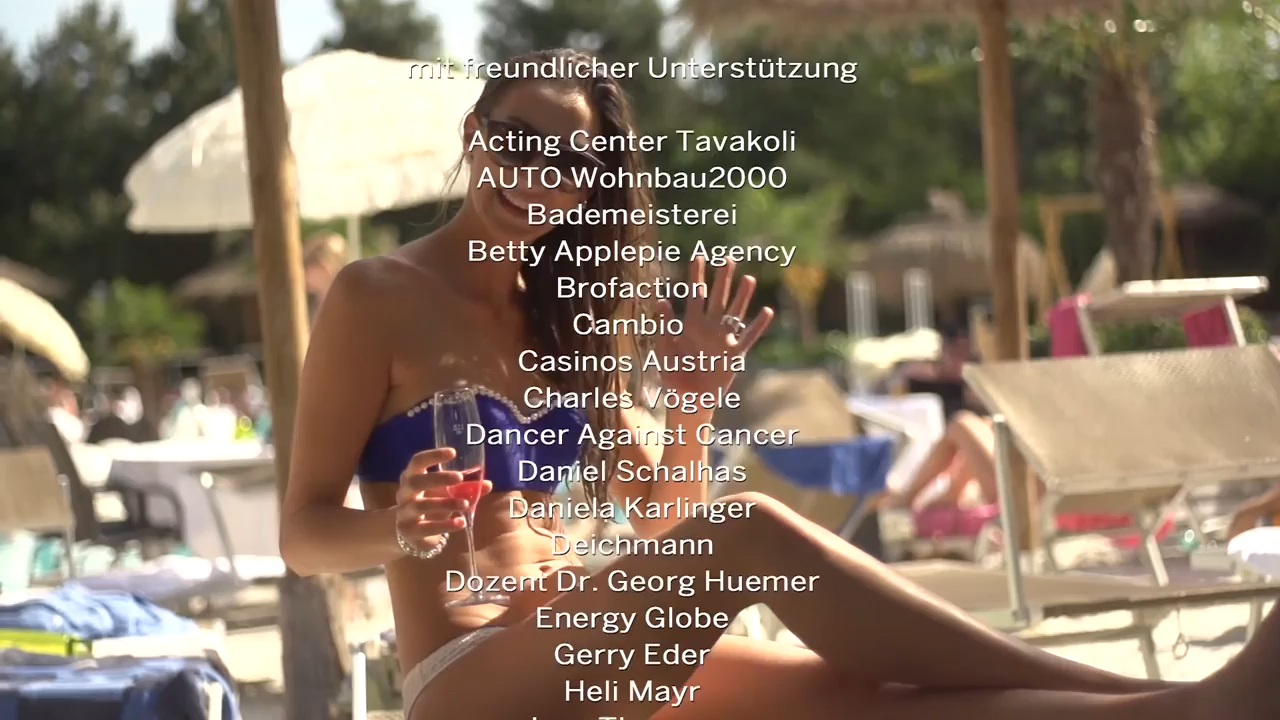 mit freundlicher Unterstützung
Acting Center Tavakoli
AUTO Wohnbau2000
Bademeisterei
Betty Applepie Agency
Brofaction
Cambio
Casinos Austria
Charles Vögele
Dancer Against Cancer
Daniel Schalhas
Daniela Karlinger
Deichmann
Dozent Dr. Georg Huemer
Energy Globe
Gerry Eder
Heli Mayr